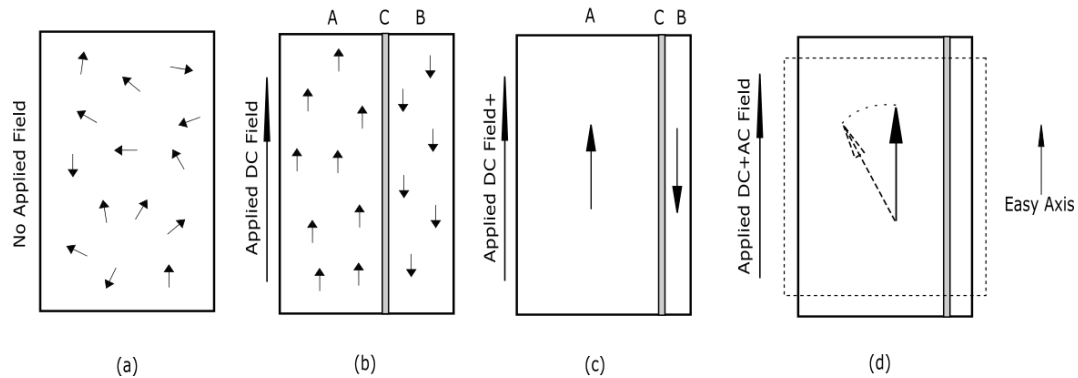 No Applied Field
(a)
A C B
Applied DC Field
(b)
A C B
Applied DC Field+
(c)
Applied DC+AC Field
(d)
Easy Axis